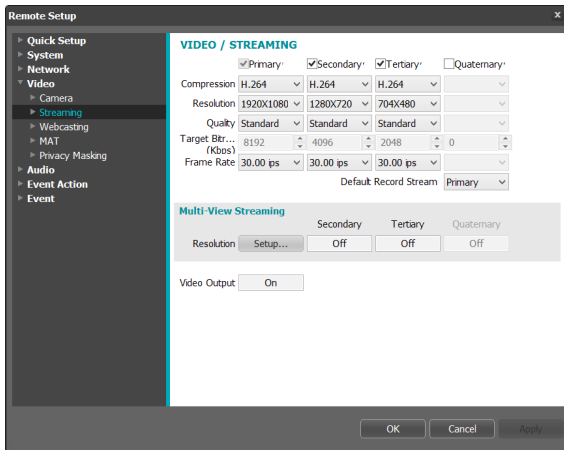 Remote Setup x
Quick Setup
System
Network
Video
Camera
Streaming
Webcasting
MAT
Privacy Masking
Audio
Event Action
Event
VIDEO / STREAMING
Primary Secondary Tertiary Quaternary
Compression H.264 H.264 H.264
Resolution 1920X1080 1280X720 704X480
Quality Standard Standard Standard
Target Bitr...
(Kbps) 8192 4096 2048 0
Frame Rate 30.00 ips 30.00 ips 30.00 ips
Default Record Stream Primary
Multi-View Streaming
Secondary Tertiary Quaternary
Resolution Setup... Off Off Off
Video Output On
OK Cancel Apply